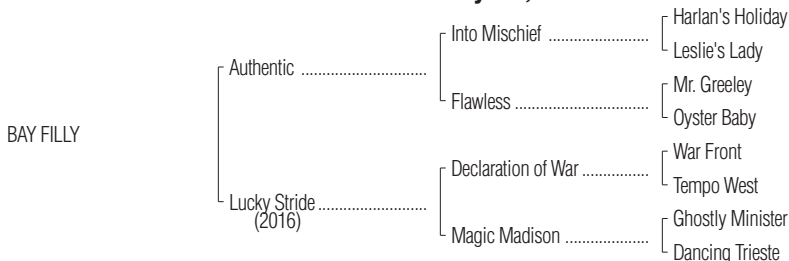 Harlan's Holiday
Into Mischief ....................
Leslie's Lady
Authentic .............................
Mr. Greeley
Flawless ...............................
Oyster Baby
BAY FILLY
War Front
Declaration of War ...............
Tempo West
Lucky Stride .........................
(2016)
Ghostly Minister
Magic Madison ...................
Dancing Trieste